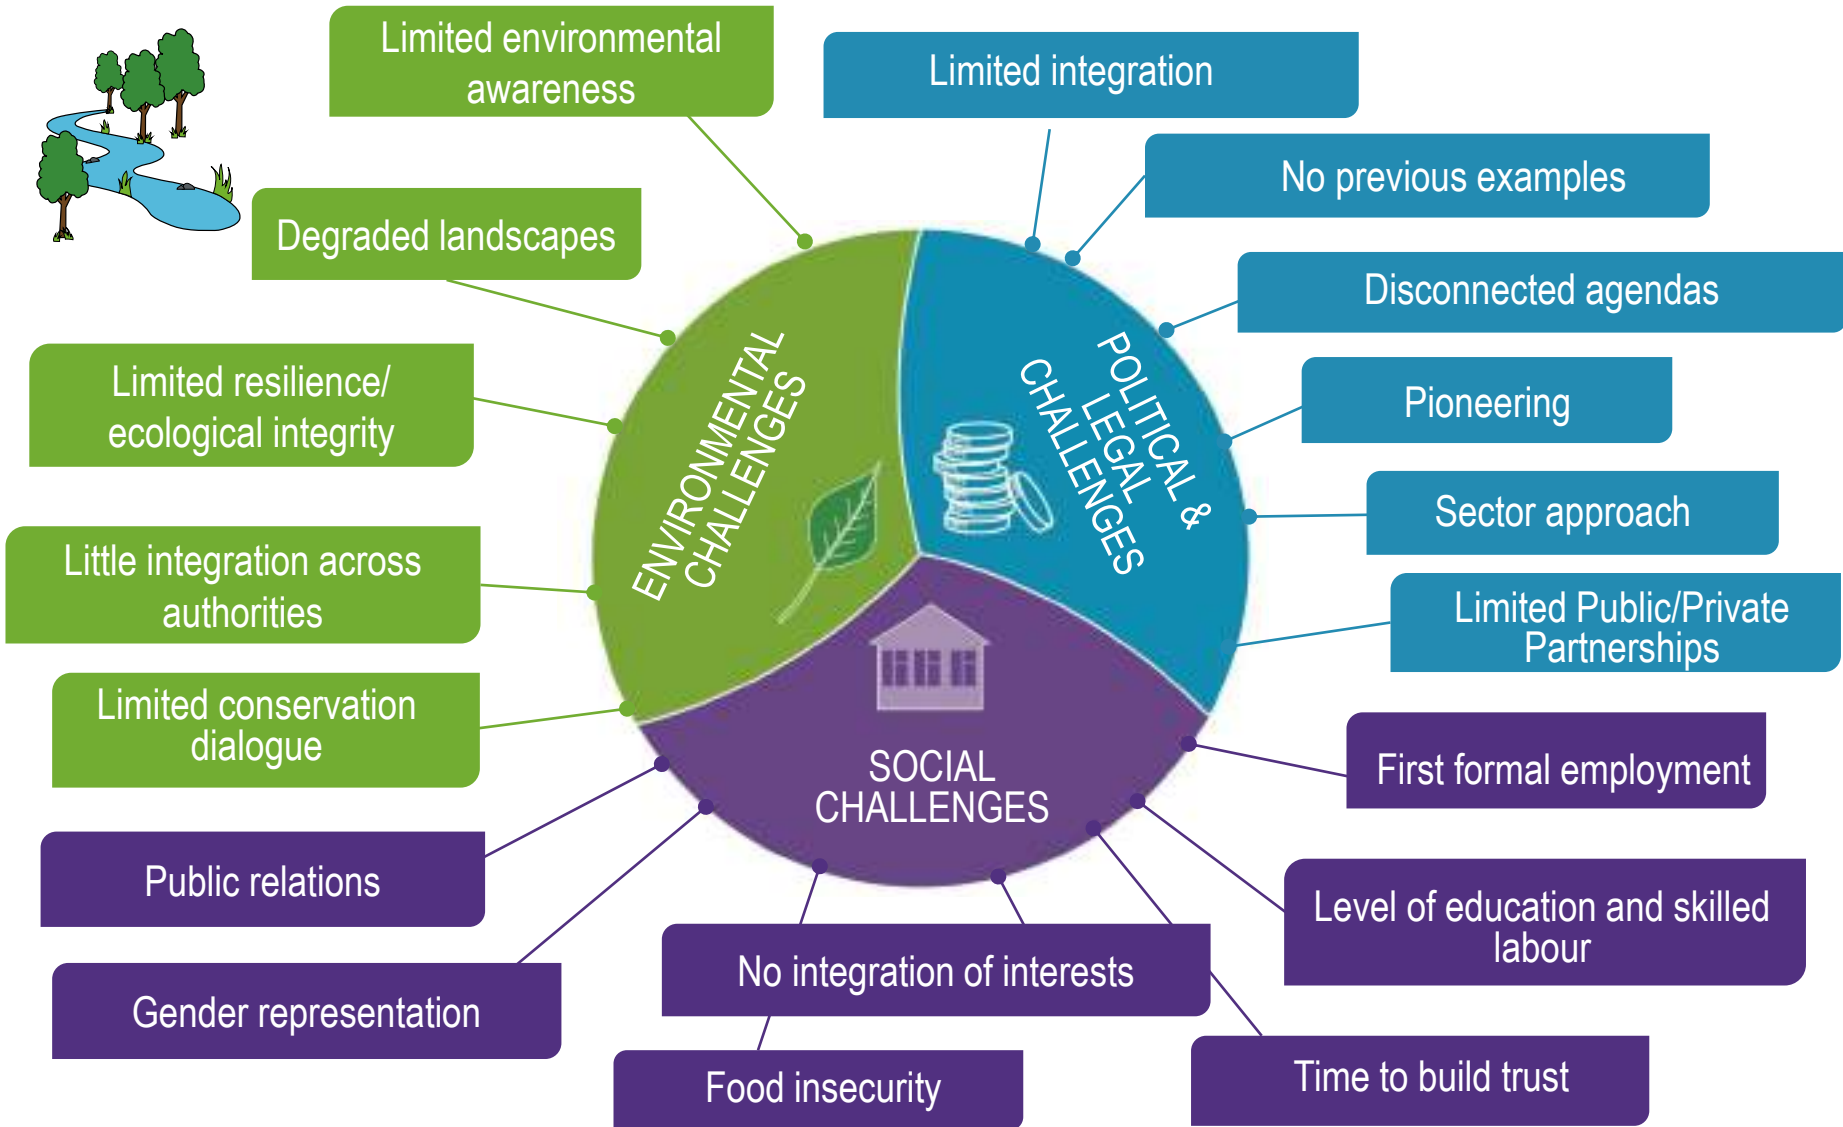 Limited environmental
awareness
Limited integration
No previous examples
Degraded landscapes
Disconnected agendas
Limited resilience/
ecological integrity
Pioneering
Sector approach
Little integration across
authorities
Limited Public/Private
Partnerships
Limited conservation
dialogue
ENVIRONMENTAL
CHALLENGES
POLITICAL &
LEGAL
CHALLENGES
SOCIAL
CHALLENGES
First formal employment
Public relations
Level of education and skilled
labour
No integration of interests
Gender representation
Time to build trust
Food insecurity